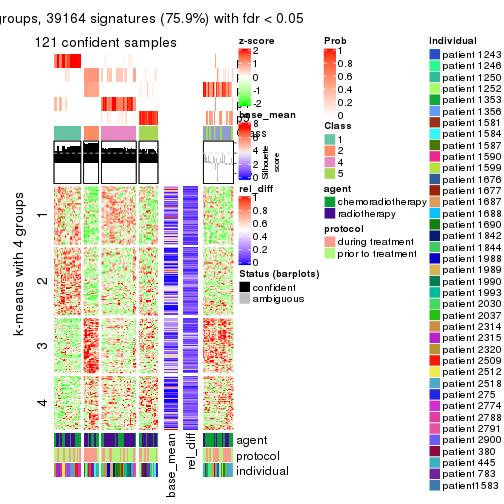 groups, 39164 signatures (75.9%) with fdr < 0.05
121 confident samples
k-means with 4 groups
1
2
3
4
base_mean
rel_diff
agent
protocol
individual
Silhouette
score
z-score
2
1
0
-1
-2
base_mean
8
6
4
2
0
rel_diff
1
0.5
0
Status (barplots)
confident
ambiguous
Prob
1
0.8
0.6
0.4
0.2
0
Class
1
2
4
5
agent
chemoradiotherapy
radiotherapy
protocol
during treatment
prior to treatment
individual
patient 1243
patient 1246
patient 1250
patient 1252
patient 1353
patient 1356
patient 1581
patient 1584
patient 1587
patient 1590
patient 1599
patient 1676
patient 1677
patient 1687
patient 1688
patient 1690
patient 1842
patient 1844
patient 1988
patient 1989
patient 1990
patient 1993
patient 2030
patient 2037
patient 2314
patient 2315
patient 2320
patient 2509
patient 2512
patient 2518
patient 275
patient 2774
patient 2788
patient 2791
patient 2900
patient 380
patient 445
patient 783
patient1583